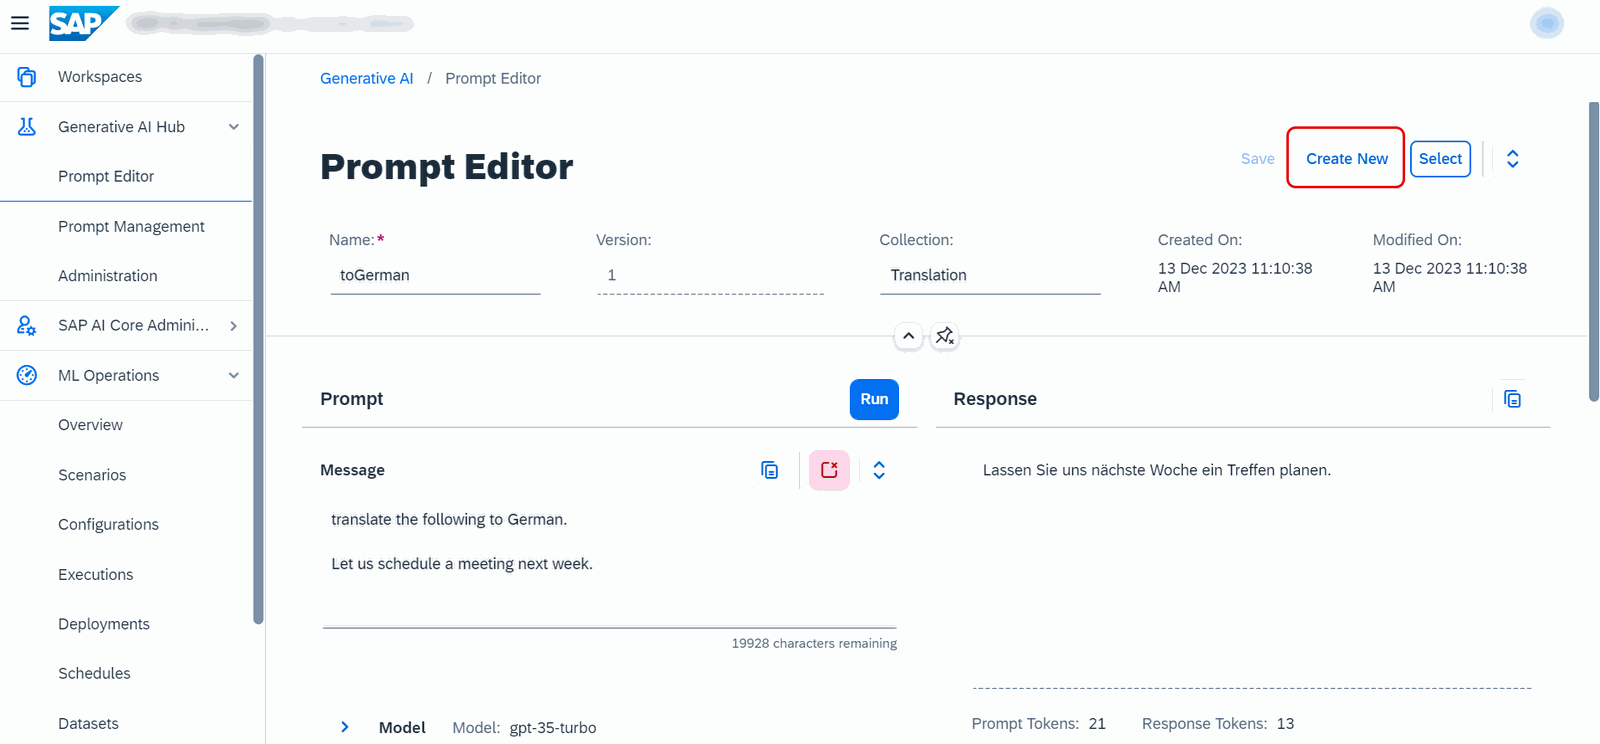 SAP
Workspaces
Generative AI Hub
Prompt Editor
Prompt Management
Administration
SAP AI Core Admini...
ML Operations
Overview
Scenarios
Configurations
Executions
Deployments
Schedules
Datasets
Generative AI / Prompt Editor
Prompt Editor
Save Create New Select
Name:* Version: Collection: Created On: Modified On:
toGerman 1 Translation 13 Dec 2023 11:10:38 AM 13 Dec 2023 11:10:38 AM
Prompt Run
Message
translate the following to German.
Let us schedule a meeting next week.
19928 characters remaining
Model Model: gpt-35-turbo
Response
Lassen Sie uns nächste Woche ein Treffen planen.
Prompt Tokens: 21 Response Tokens: 13